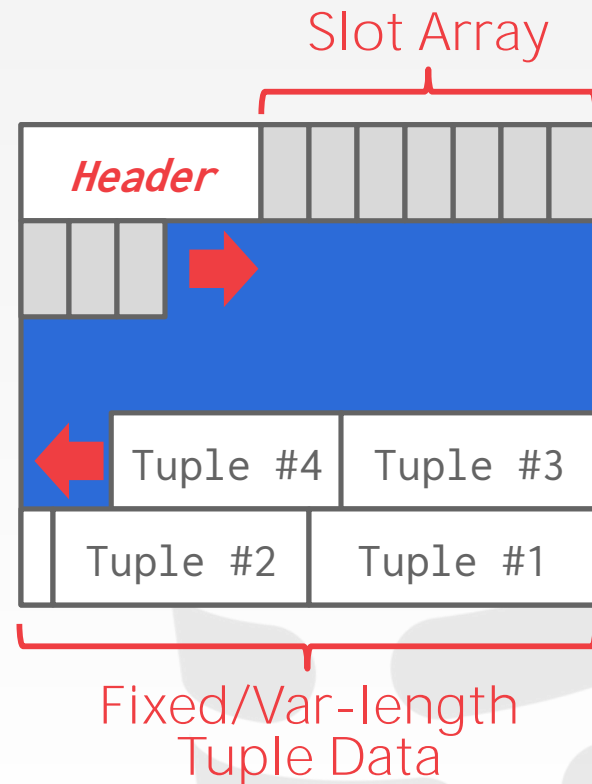 Slot Array
Header
Tuple #4 Tuple #3
Tuple #2 Tuple #1
Fixed/Var-length
Tuple Data